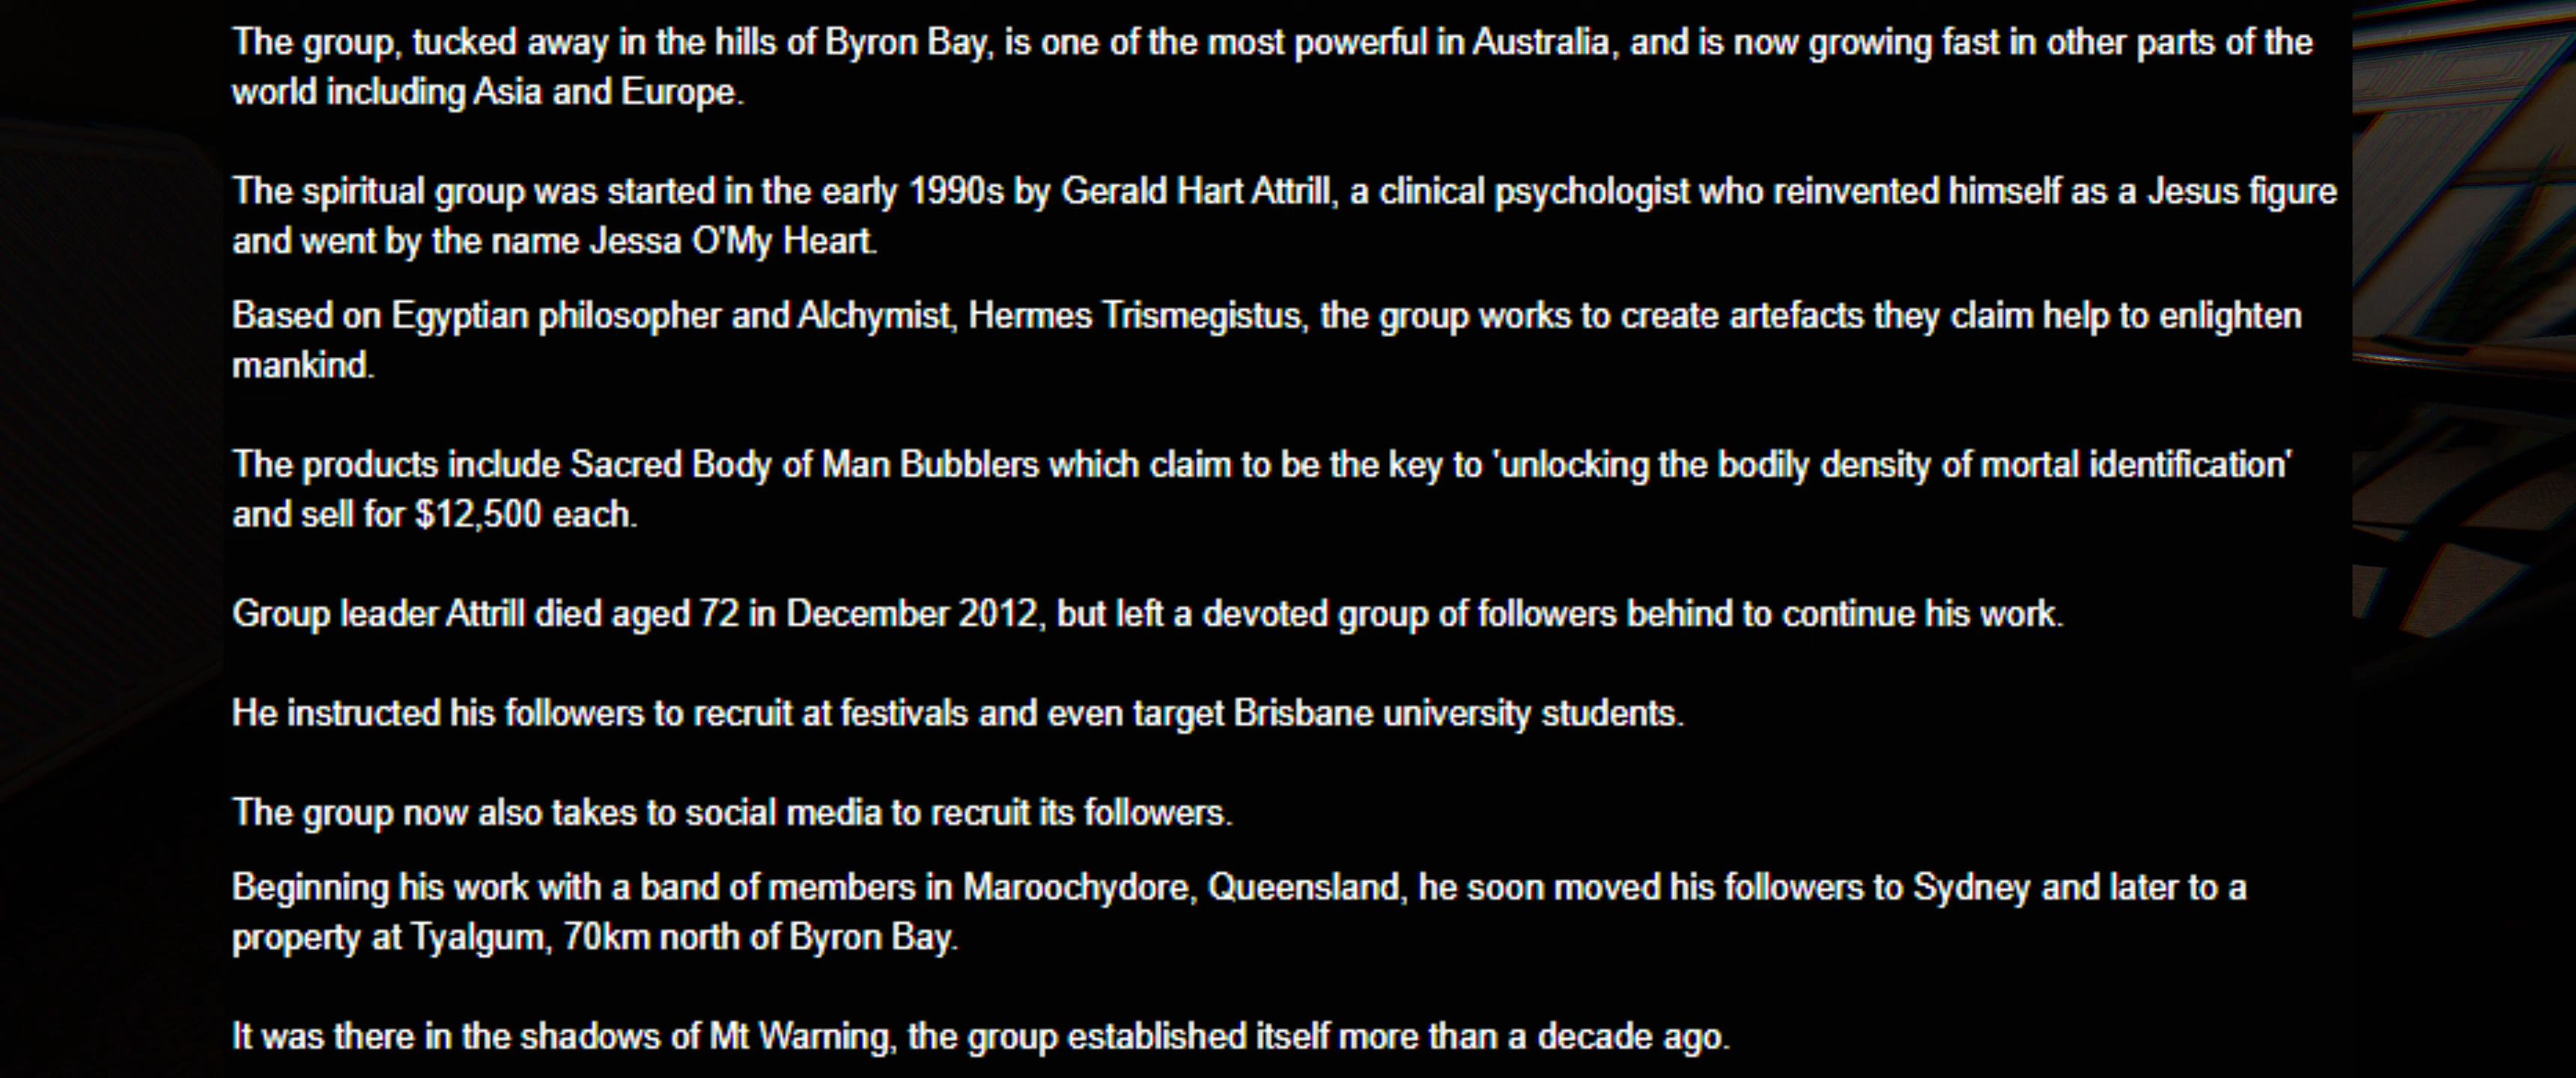 The group, tucked away in the hills of Byron Bay, is one of the most powerful in Australia, and is now growing fast in other parts of the
world including Asia and Europe.
The spiritual group was started in the early 1990s by Gerald Hart Attrill, a clinical psychologist who reinvented himself as a Jesus figure
and went by the name Jessa O'My Heart.
Based on Egyptian philosopher and Alchymist, Hermes Trismegistus, the group works to create artefacts they claim help to enlighten
mankind.
The products include Sacred Body of Man Bubblers which claim to be the key to 'unlocking the bodily density of mortal identification'
and sell for $12,500 each.
Group leader Attrill died aged 72 in December 2012, but left a devoted group of followers behind to continue his work.
He instructed his followers to recruit at festivals and even target Brisbane university students.
The group now also takes to social media to recruit its followers.
Beginning his work with a band of members in Maroochydore, Queensland, he soon moved his followers to Sydney and later to a
property at Tyalgum, 70km north of Byron Bay.
It was there in the shadows of Mt Warning, the group established itself more than a decade ago.